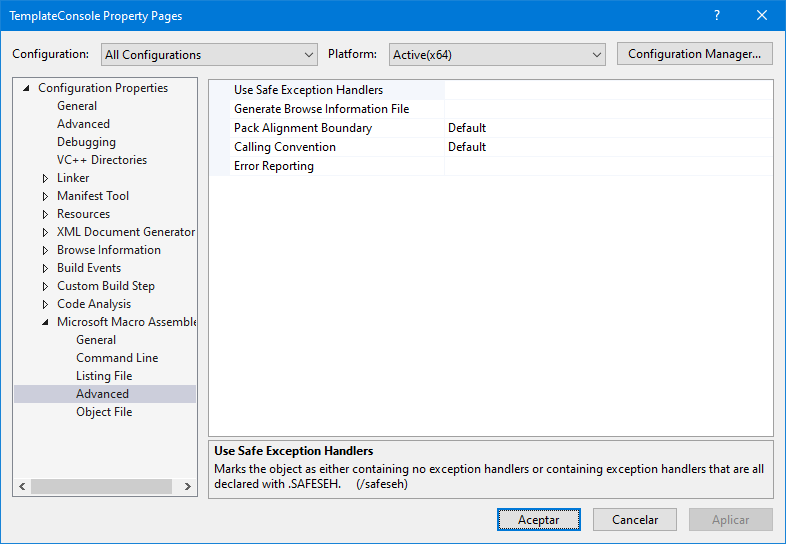 TemplateConsole Property Pages
Configuration: All Configurations Platform: Active(x64) Configuration Manager...
Configuration Properties
General
Advanced
Debugging
VC++ Directories
Linker
Manifest Tool
Resources
XML Document Generator
Browse Information
Build Events
Custom Build Step
Code Analysis
Microsoft Macro Assemble
General
Command Line
Listing File
Advanced
Object File
Use Safe Exception Handlers
Generate Browse Information File
Pack Alignment Boundary Default
Calling Convention Default
Error Reporting
Use Safe Exception Handlers
Marks the object as either containing no exception handlers or containing exception handlers that are all
declared with .SAFESEH. (/safeseh)
Aceptar Cancelar Aplicar